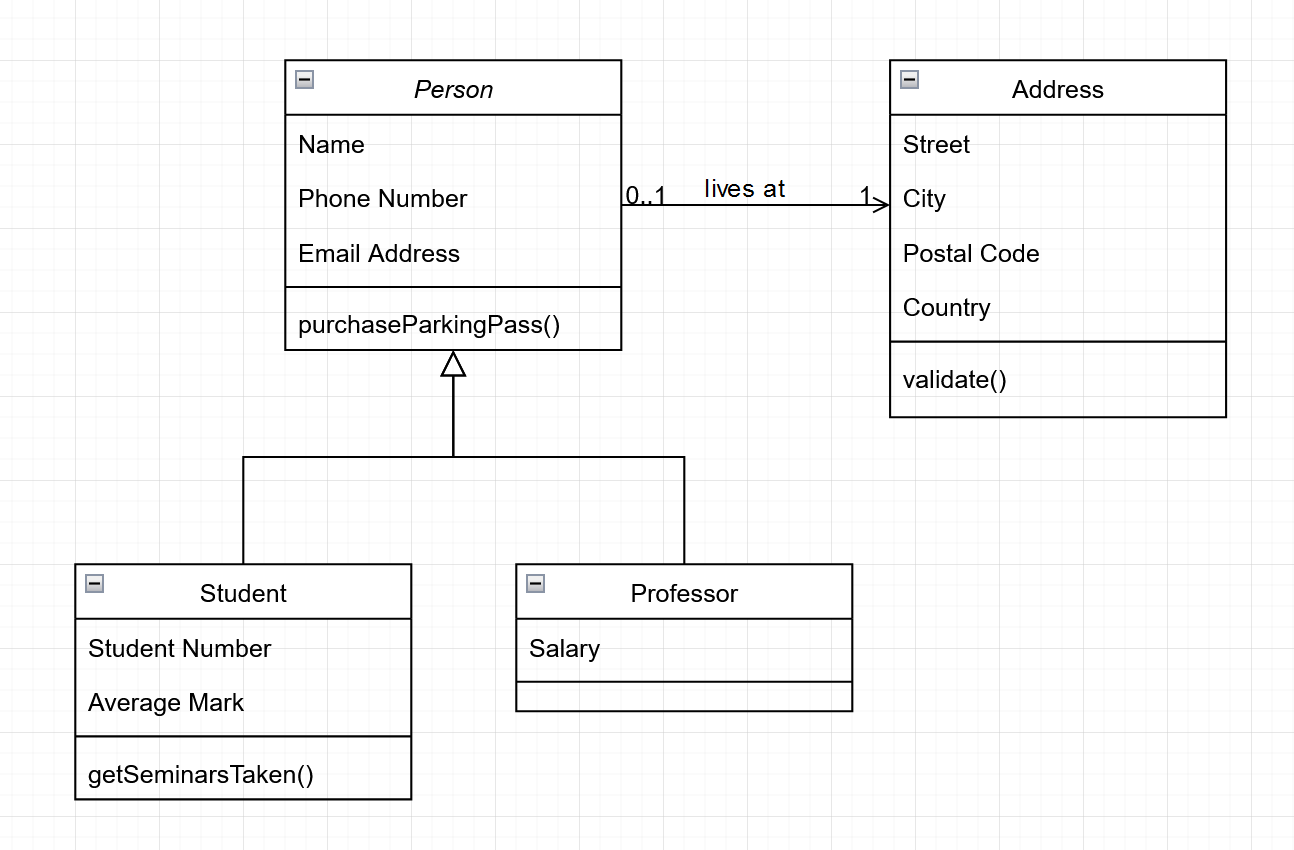 Person
Name
Phone Number
Email Address
purchaseParkingPass()
0..1
lives at
1
Address
Street
City
Postal Code
Country
validate()
Student
Student Number
Average Mark
getSeminarsTaken()
Professor
Salary